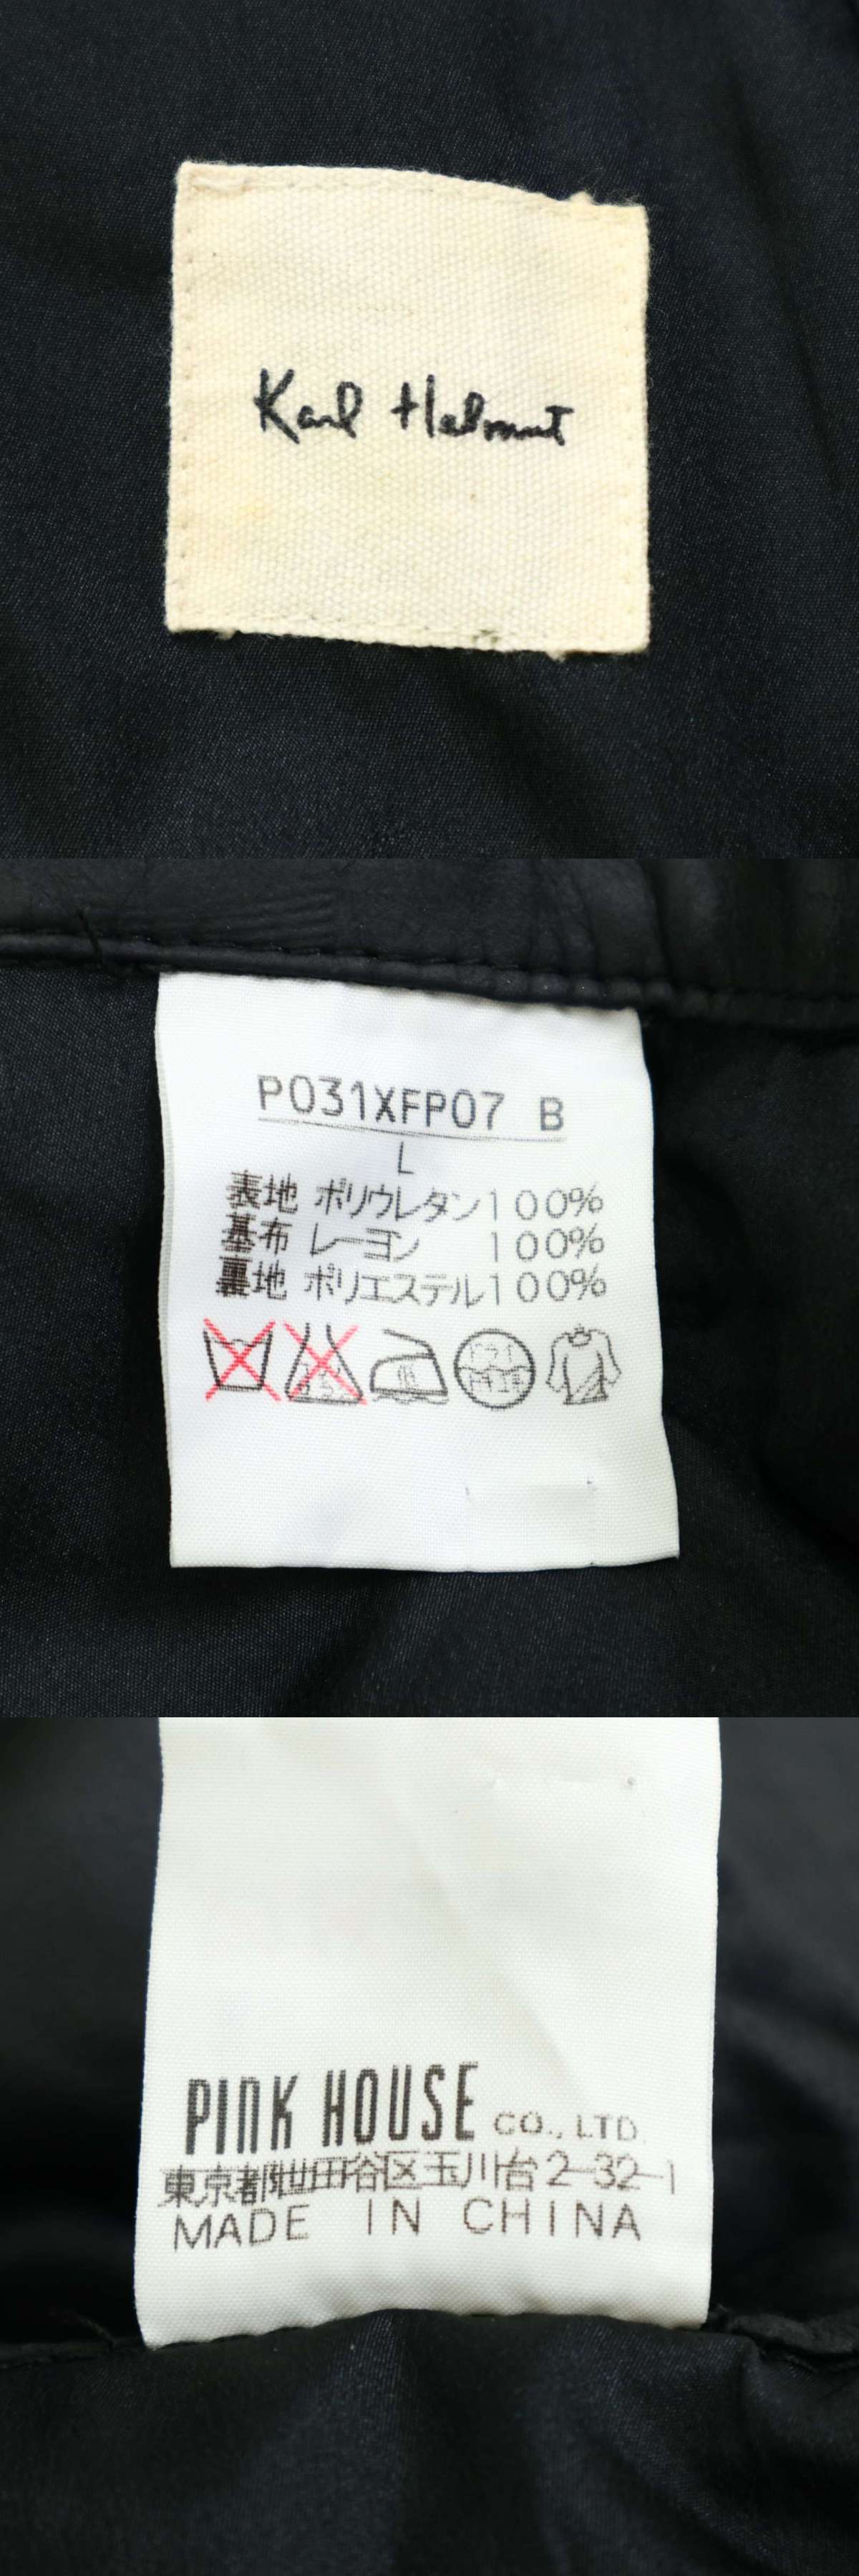 Karl Helmut
P031XFP07 B
L
表地 ポリウレタン100%
基布 レーヨン 100%
裏地 ポリエステル100%
PINK HOUSE CO., LTD.
東京都世田谷区玉川台2-32-1
MADE IN CHINA